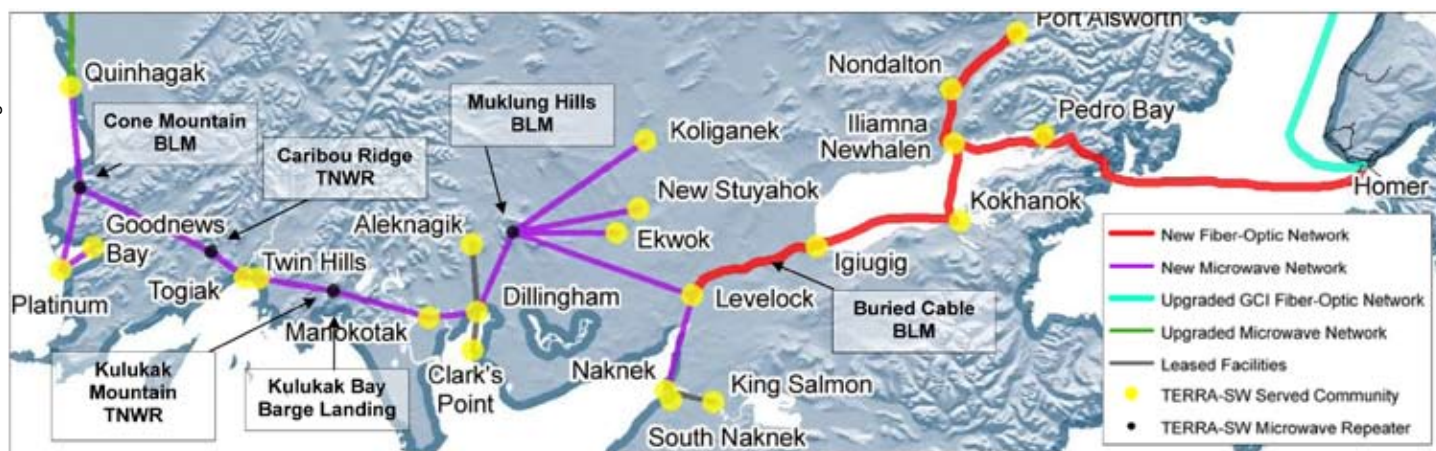 Port Alsworth
Quinhagak
Nondalton
Cone Mountain
BLM
Muklung Hills
BLM
Koliganek
Iliamna
Newhalen
Pedro Bay
Caribou Ridge
TNWR
Homer
New Stuyahok
Kokhanok
Goodnews
Bay
Aleknagik
Ekwok
Igiugig
Twin Hills
Togiak
Platinum
Dillingham
Levelock
Buried Cable
BLM
Manokotak
Kulukak
Mountain
TNWR
Kulukak Bay
Barge Landing
Clark's
Point
Naknek
King Salmon
South Naknek
New Fiber-Optic Network
New Microwave Network
Upgraded GCI Fiber-Optic Network
Upgraded Microwave Network
Leased Facilities
TERRA-SW Served Community
TERRA-SW Microwave Repeater